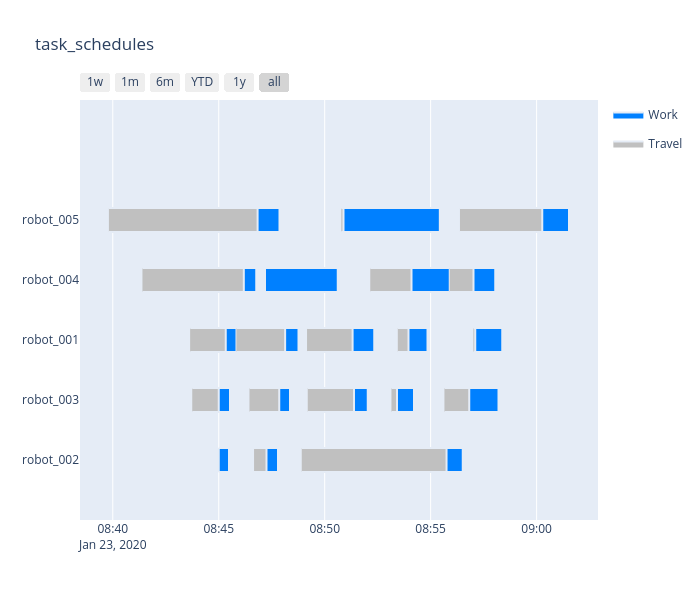 task_schedules
1w 1m 6m YTD 1y all
Work
Travel
robot_005
robot_004
robot_001
robot_003
robot_002
08:40 08:45 08:50 08:55 09:00
Jan 23, 2020